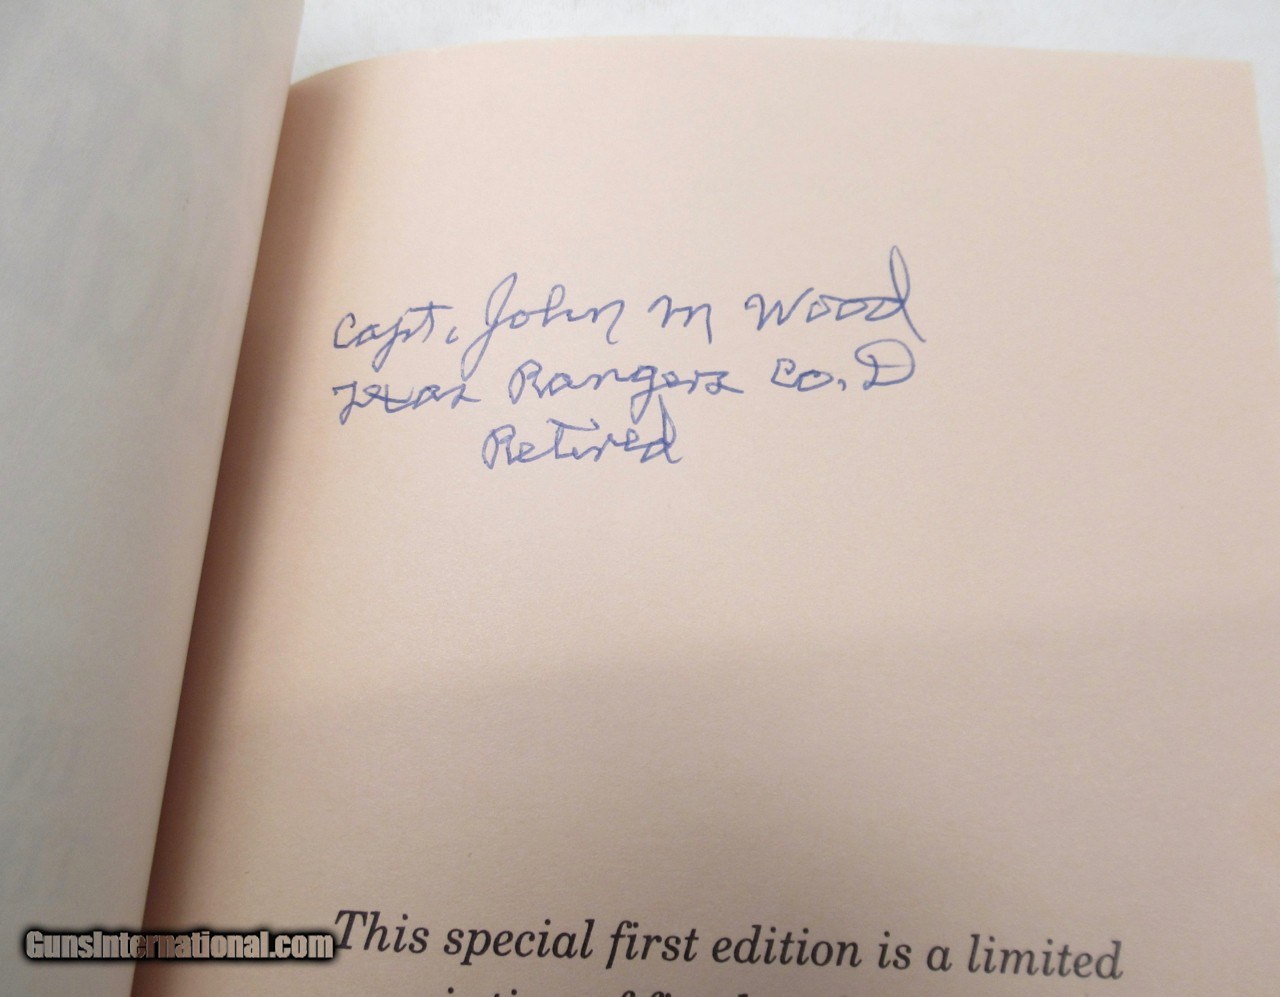 Capt. John M Wood
Texas Rangers Co. D
Retired
This special first edition is a limited
GunsInternational.com